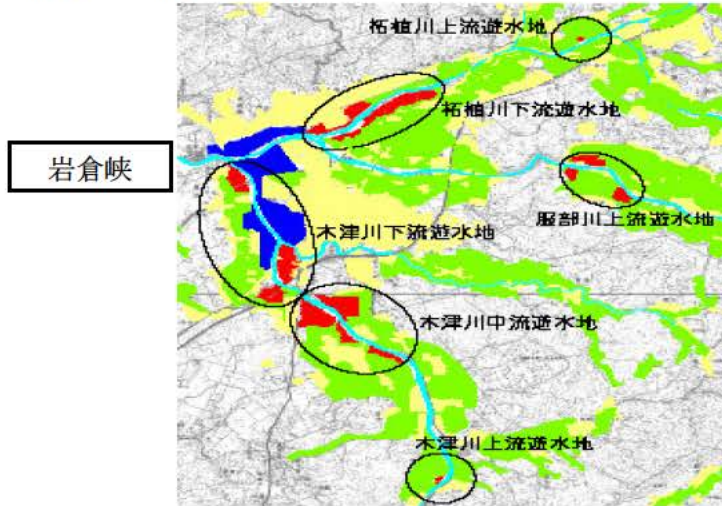 柘植川上流遊水地
柘植川下流遊水地
岩倉峡
服部川上流遊水地
木津川下流遊水地
木津川中流遊水地
木津川上流遊水地